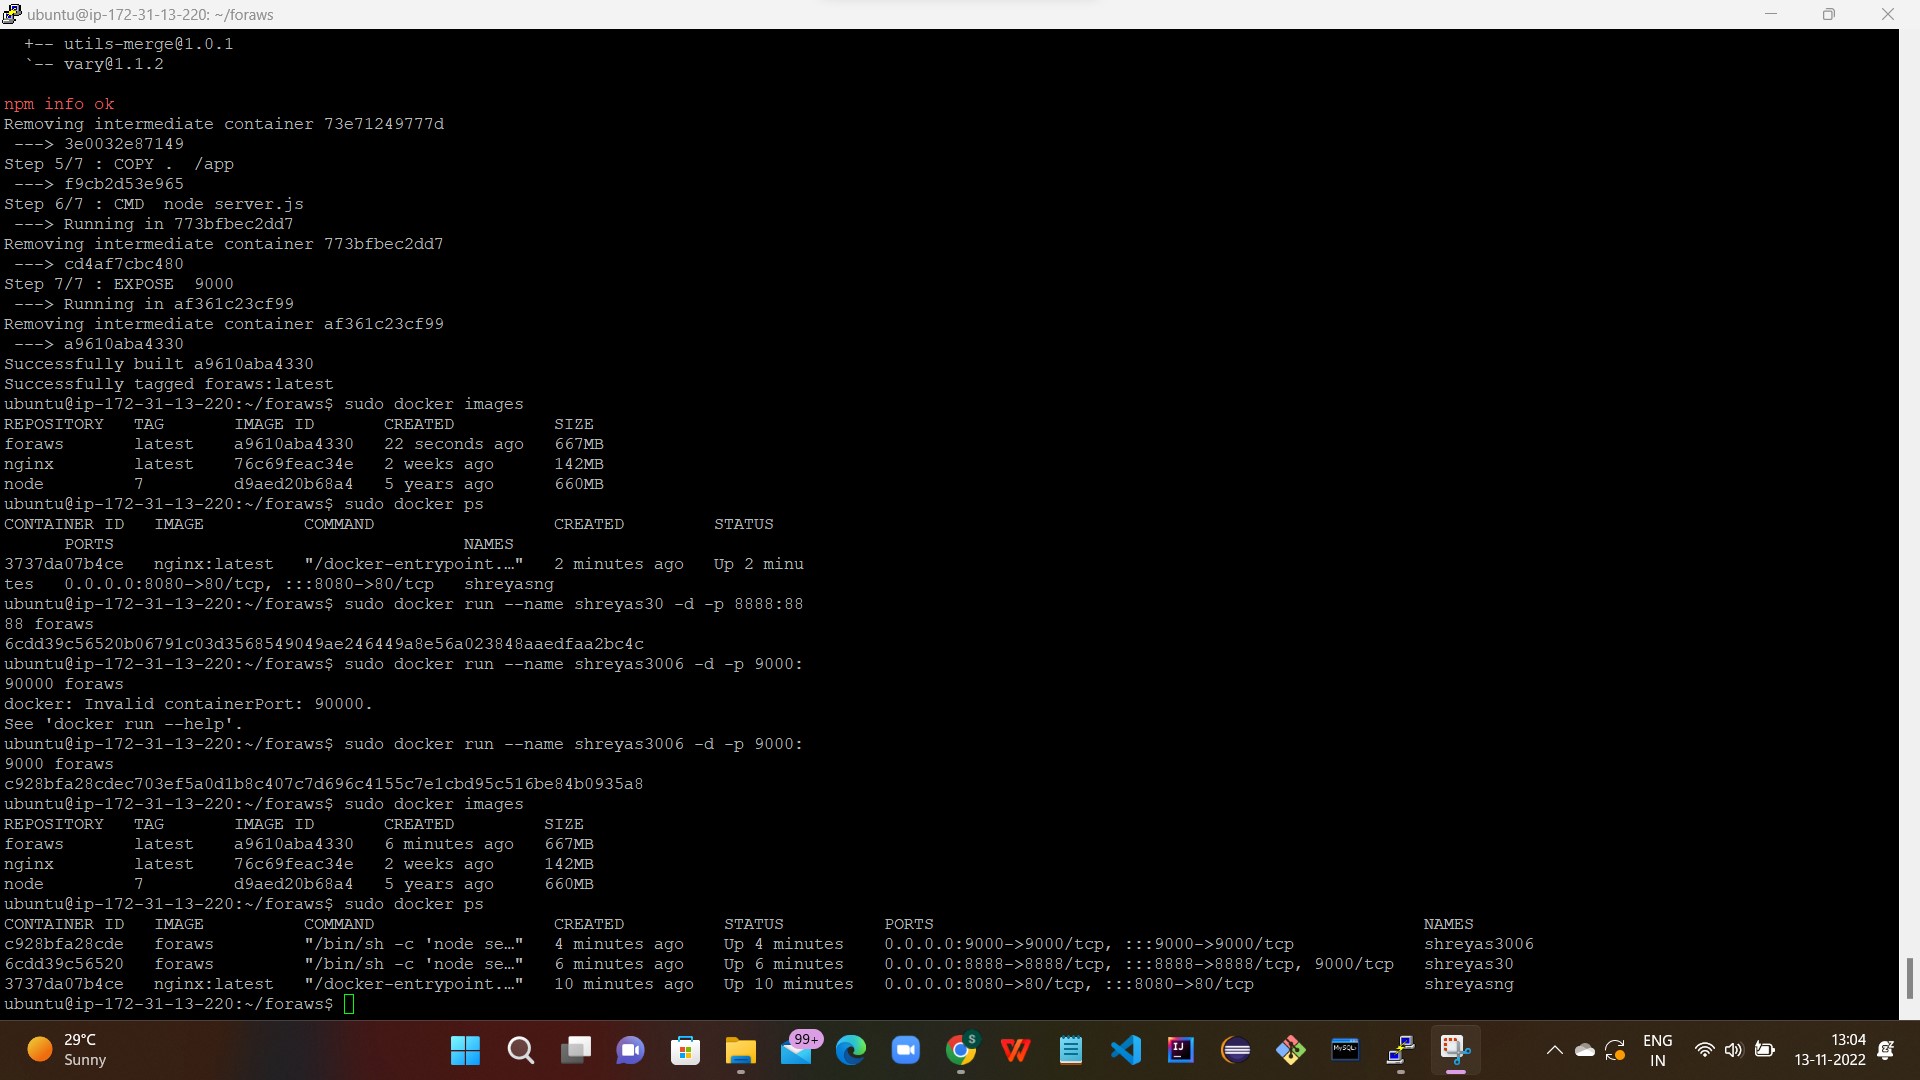 ubuntu@ip-172-31-13-220: ~/foraws
+-- utils-merge@1.0.1
`-- vary@1.1.2
npm info ok
Removing intermediate container 73e71249777d
---> 3e0032e87149
Step 5/7 : COPY .  /app
---> f9cb2d53e965
Step 6/7 : CMD  node server.js
---> Running in 773bfbec2dd7
Removing intermediate container 773bfbec2dd7
---> cd4af7cbc480
Step 7/7 : EXPOSE  9000
---> Running in af361c23cf99
Removing intermediate container af361c23cf99
---> a9610aba4330
Successfully built a9610aba4330
Successfully tagged foraws:latest
ubuntu@ip-172-31-13-220:~/foraws$ sudo docker images
REPOSITORY   TAG       IMAGE ID       CREATED          SIZE
foraws       latest    a9610aba4330   22 seconds ago   667MB
nginx        latest    76c69feac34e   2 weeks ago      142MB
node         7         d9aed20b68a4   5 years ago      660MB
ubuntu@ip-172-31-13-220:~/foraws$ sudo docker ps
CONTAINER ID   IMAGE          COMMAND                  CREATED         STATUS
PORTS                                   NAMES
3737da07b4ce   nginx:latest   "/docker-entrypoint.…"   2 minutes ago   Up 2 minu
tes   0.0.0.0:8080->80/tcp, :::8080->80/tcp   shreyasng
ubuntu@ip-172-31-13-220:~/foraws$ sudo docker run --name shreyas30 -d -p 8888:88
88 foraws
6cdd39c56520b06791c03d3568549049ae246449a8e56a023848aaedfaa2bc4c
ubuntu@ip-172-31-13-220:~/foraws$ sudo docker run --name shreyas3006 -d -p 9000:
90000 foraws
docker: Invalid containerPort: 90000.
See 'docker run --help'.
ubuntu@ip-172-31-13-220:~/foraws$ sudo docker run --name shreyas3006 -d -p 9000:
9000 foraws
c928bfa28cdec703ef5a0d1b8c407c7d696c4155c7e1cbd95c516be84b0935a8
ubuntu@ip-172-31-13-220:~/foraws$ sudo docker images
REPOSITORY   TAG       IMAGE ID       CREATED         SIZE
foraws       latest    a9610aba4330   6 minutes ago   667MB
nginx        latest    76c69feac34e   2 weeks ago     142MB
node         7         d9aed20b68a4   5 years ago     660MB
ubuntu@ip-172-31-13-220:~/foraws$ sudo docker ps
CONTAINER ID   IMAGE          COMMAND                  CREATED          STATUS          PORTS                                                 NAMES
c928bfa28cde   foraws         "/bin/sh -c 'node se…"   4 minutes ago    Up 4 minutes    0.0.0.0:9000->9000/tcp, :::9000->9000/tcp             shreyas3006
6cdd39c56520   foraws         "/bin/sh -c 'node se…"   6 minutes ago    Up 6 minutes    0.0.0.0:8888->8888/tcp, :::8888->8888/tcp, 9000/tcp   shreyas30
3737da07b4ce   nginx:latest   "/docker-entrypoint.…"   10 minutes ago   Up 10 minutes   0.0.0.0:8080->80/tcp, :::8080->80/tcp                 shreyasng
ubuntu@ip-172-31-13-220:~/foraws$
29°C
Sunny
99+
S
W
IJ
MySQL
ENG
IN
13:04
13-11-2022